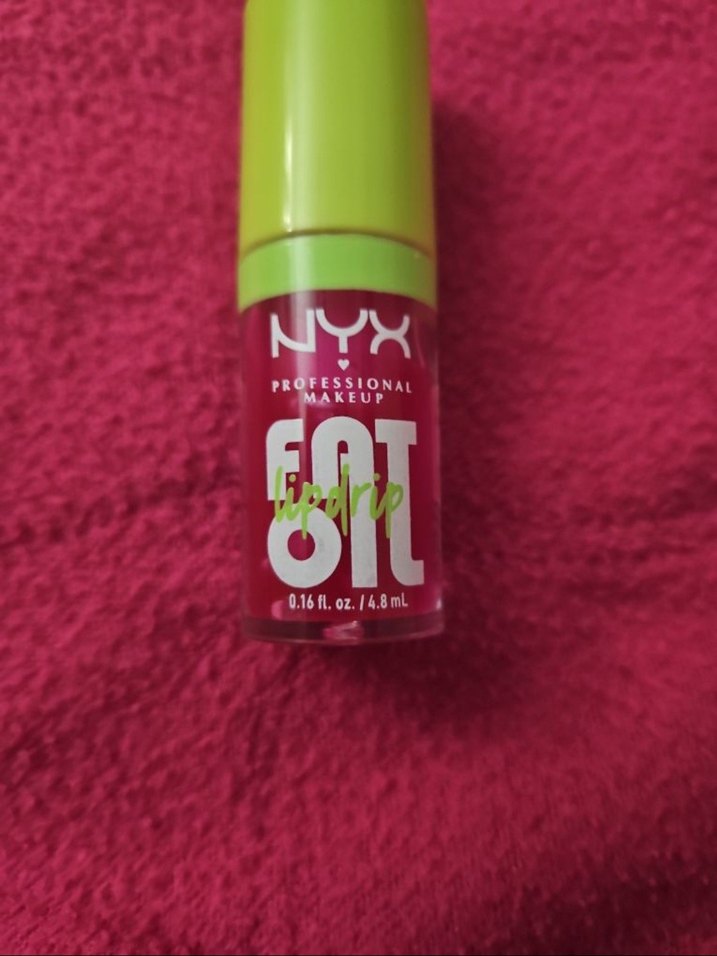 NYX
PROFESSIONAL
MAKEUP
FAT
lipdrip
OIL
0.16 fl. oz. / 4.8 mL